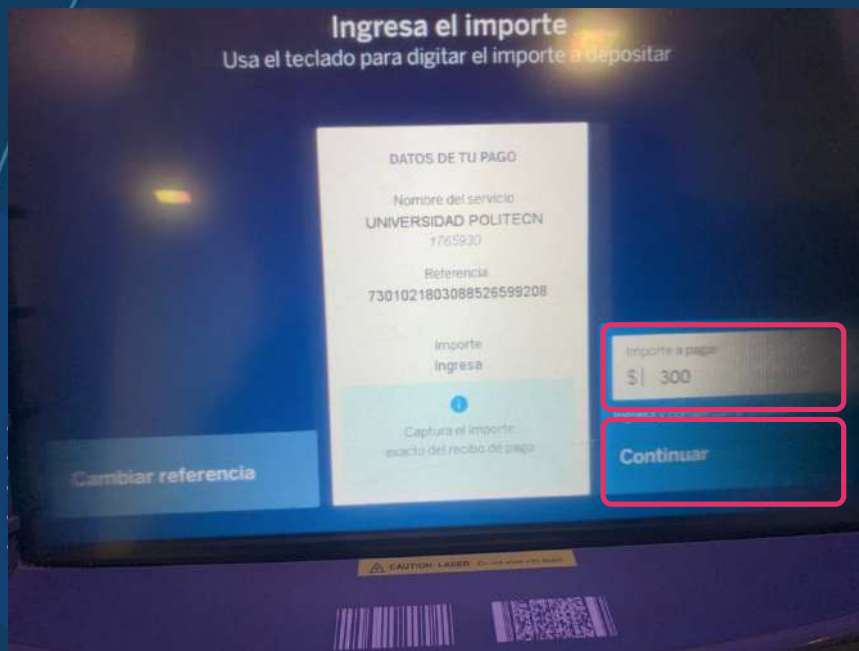 Ingresa el importe
Usa el teclado para digitar el importe a depositar
DATOS DE TU PAGO
Nombre del servicio
UNIVERSIDAD POLITECN
1765930
Referencia
7301021803088526599208
Importe
Ingresa
Captura el importe
exacto del recibo de pago
Importe a pagar
$ 300
Continuar
Cambiar referencia
CAUTION: LASER